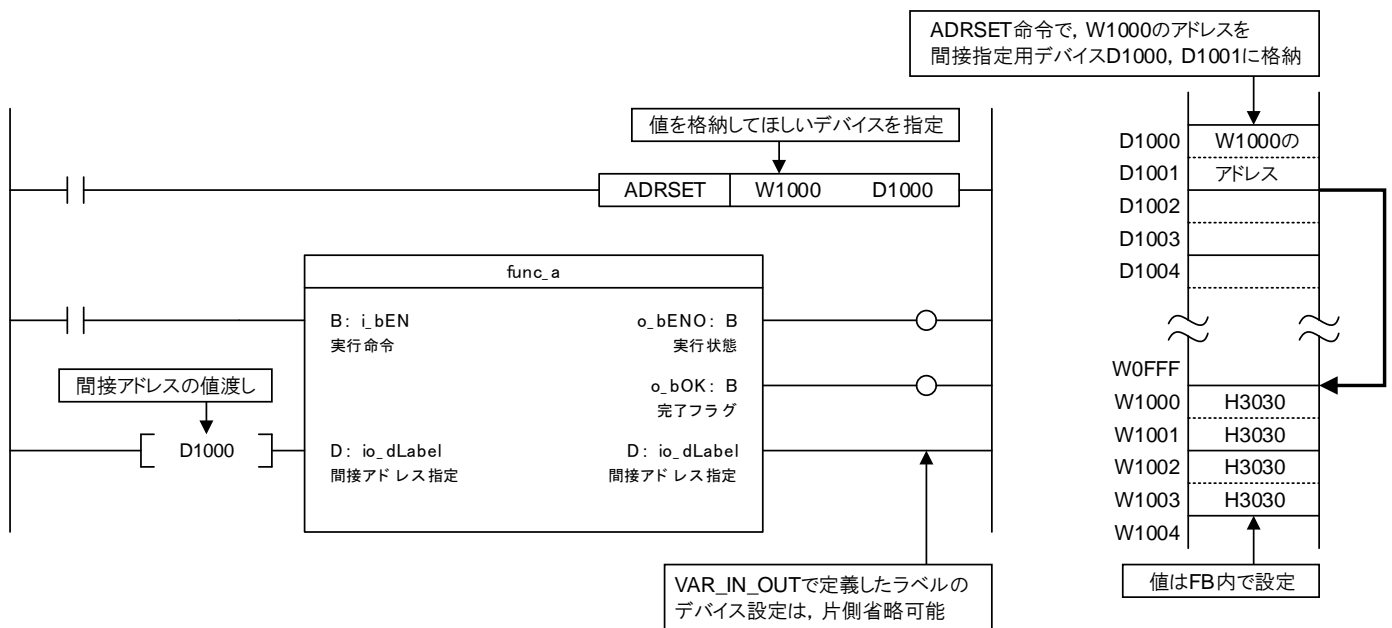 ADRSET命令で，W1000のアドレスを
間接指定用デバイスD1000，D1001に格納
値を格納してほしいデバイスを指定
ADRSET W1000 D1000
func_a
B: i_bEN
実行命令
o_bENO: B
実行状態
o_bOK: B
完了フラグ
間接アドレスの値渡し
D1000
D: io_dLabel
間接アドレス指定
D: io_dLabel
間接アドレス指定
VAR_IN_OUTで定義したラベルの
デバイス設定は，片側省略可能
D1000 W1000の
D1001 アドレス
D1002
D1003
D1004
W0FFF
W1000 H3030
W1001 H3030
W1002 H3030
W1003 H3030
W1004
値はFB内で設定